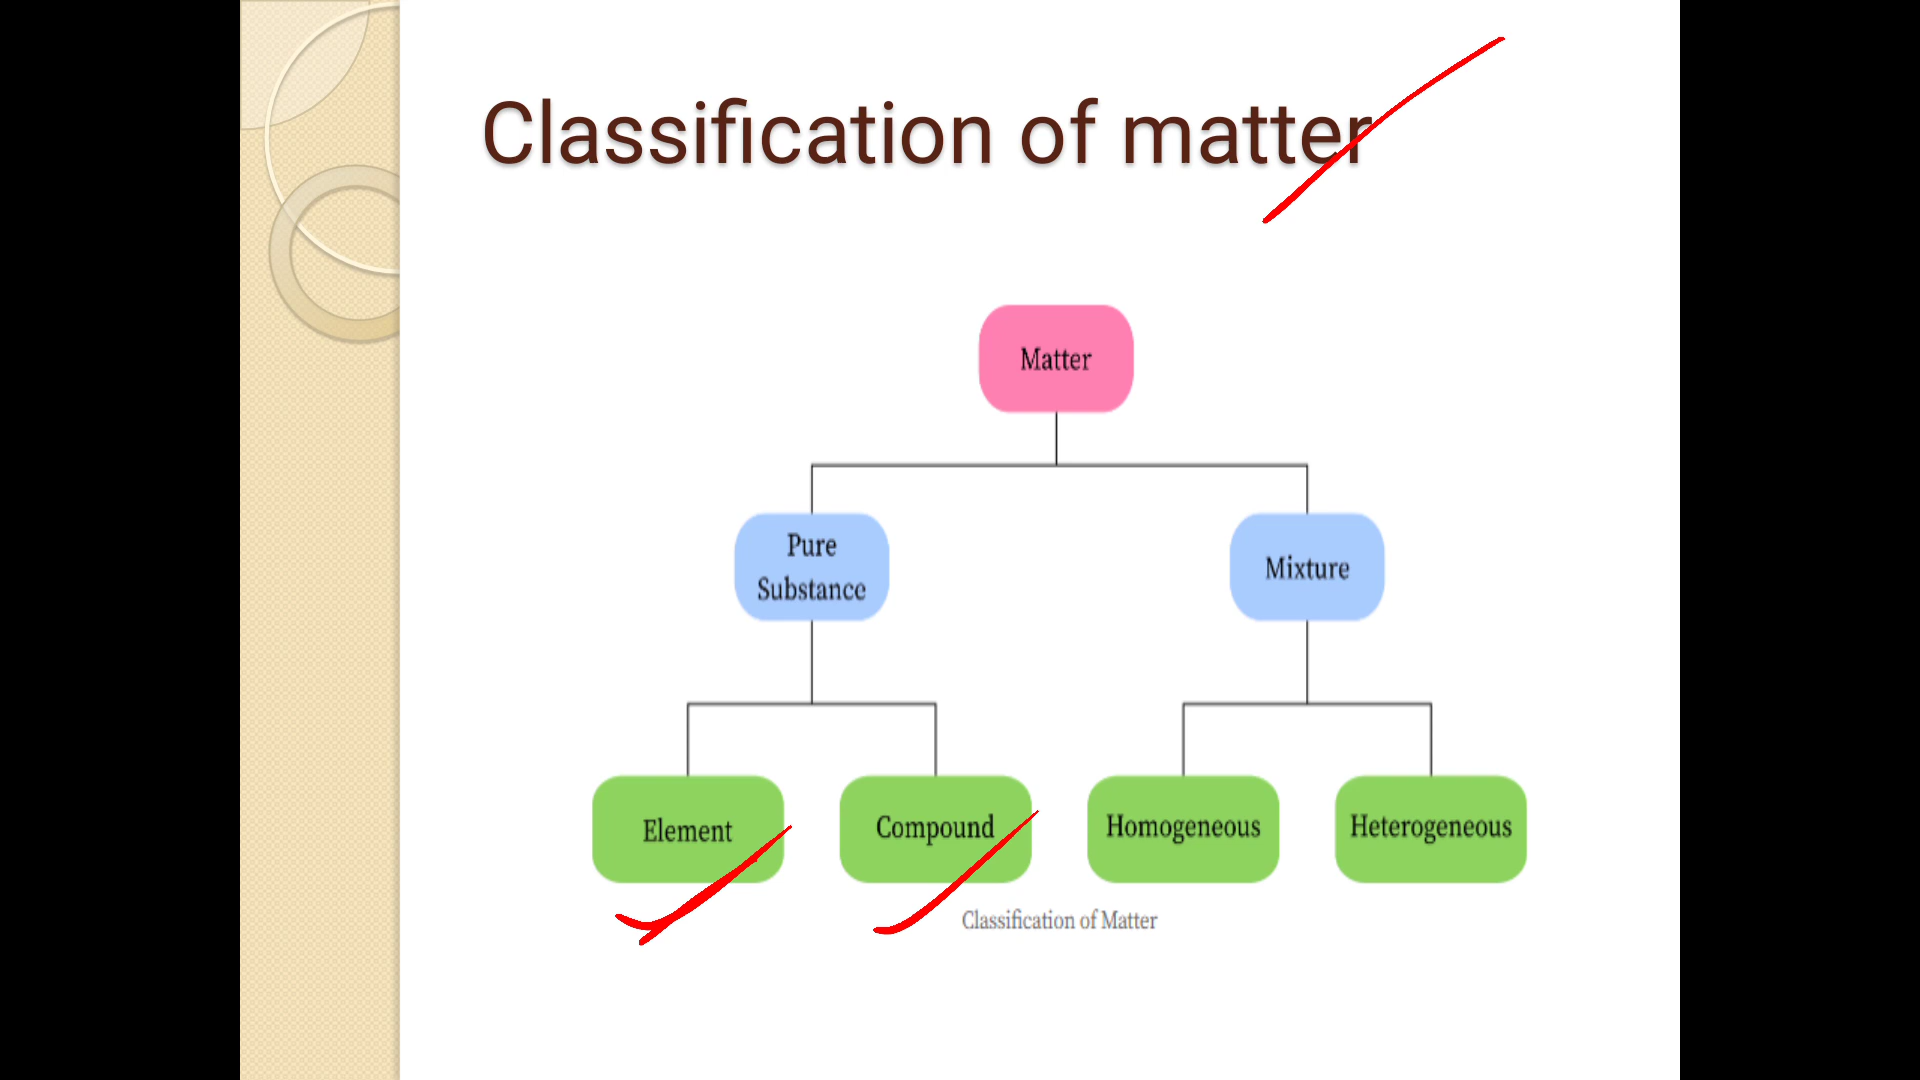 Classification of matter
Matter
Pure
Substance
Mixture
Element
Compound
Homogeneous
Heterogeneous
Classification of Matter